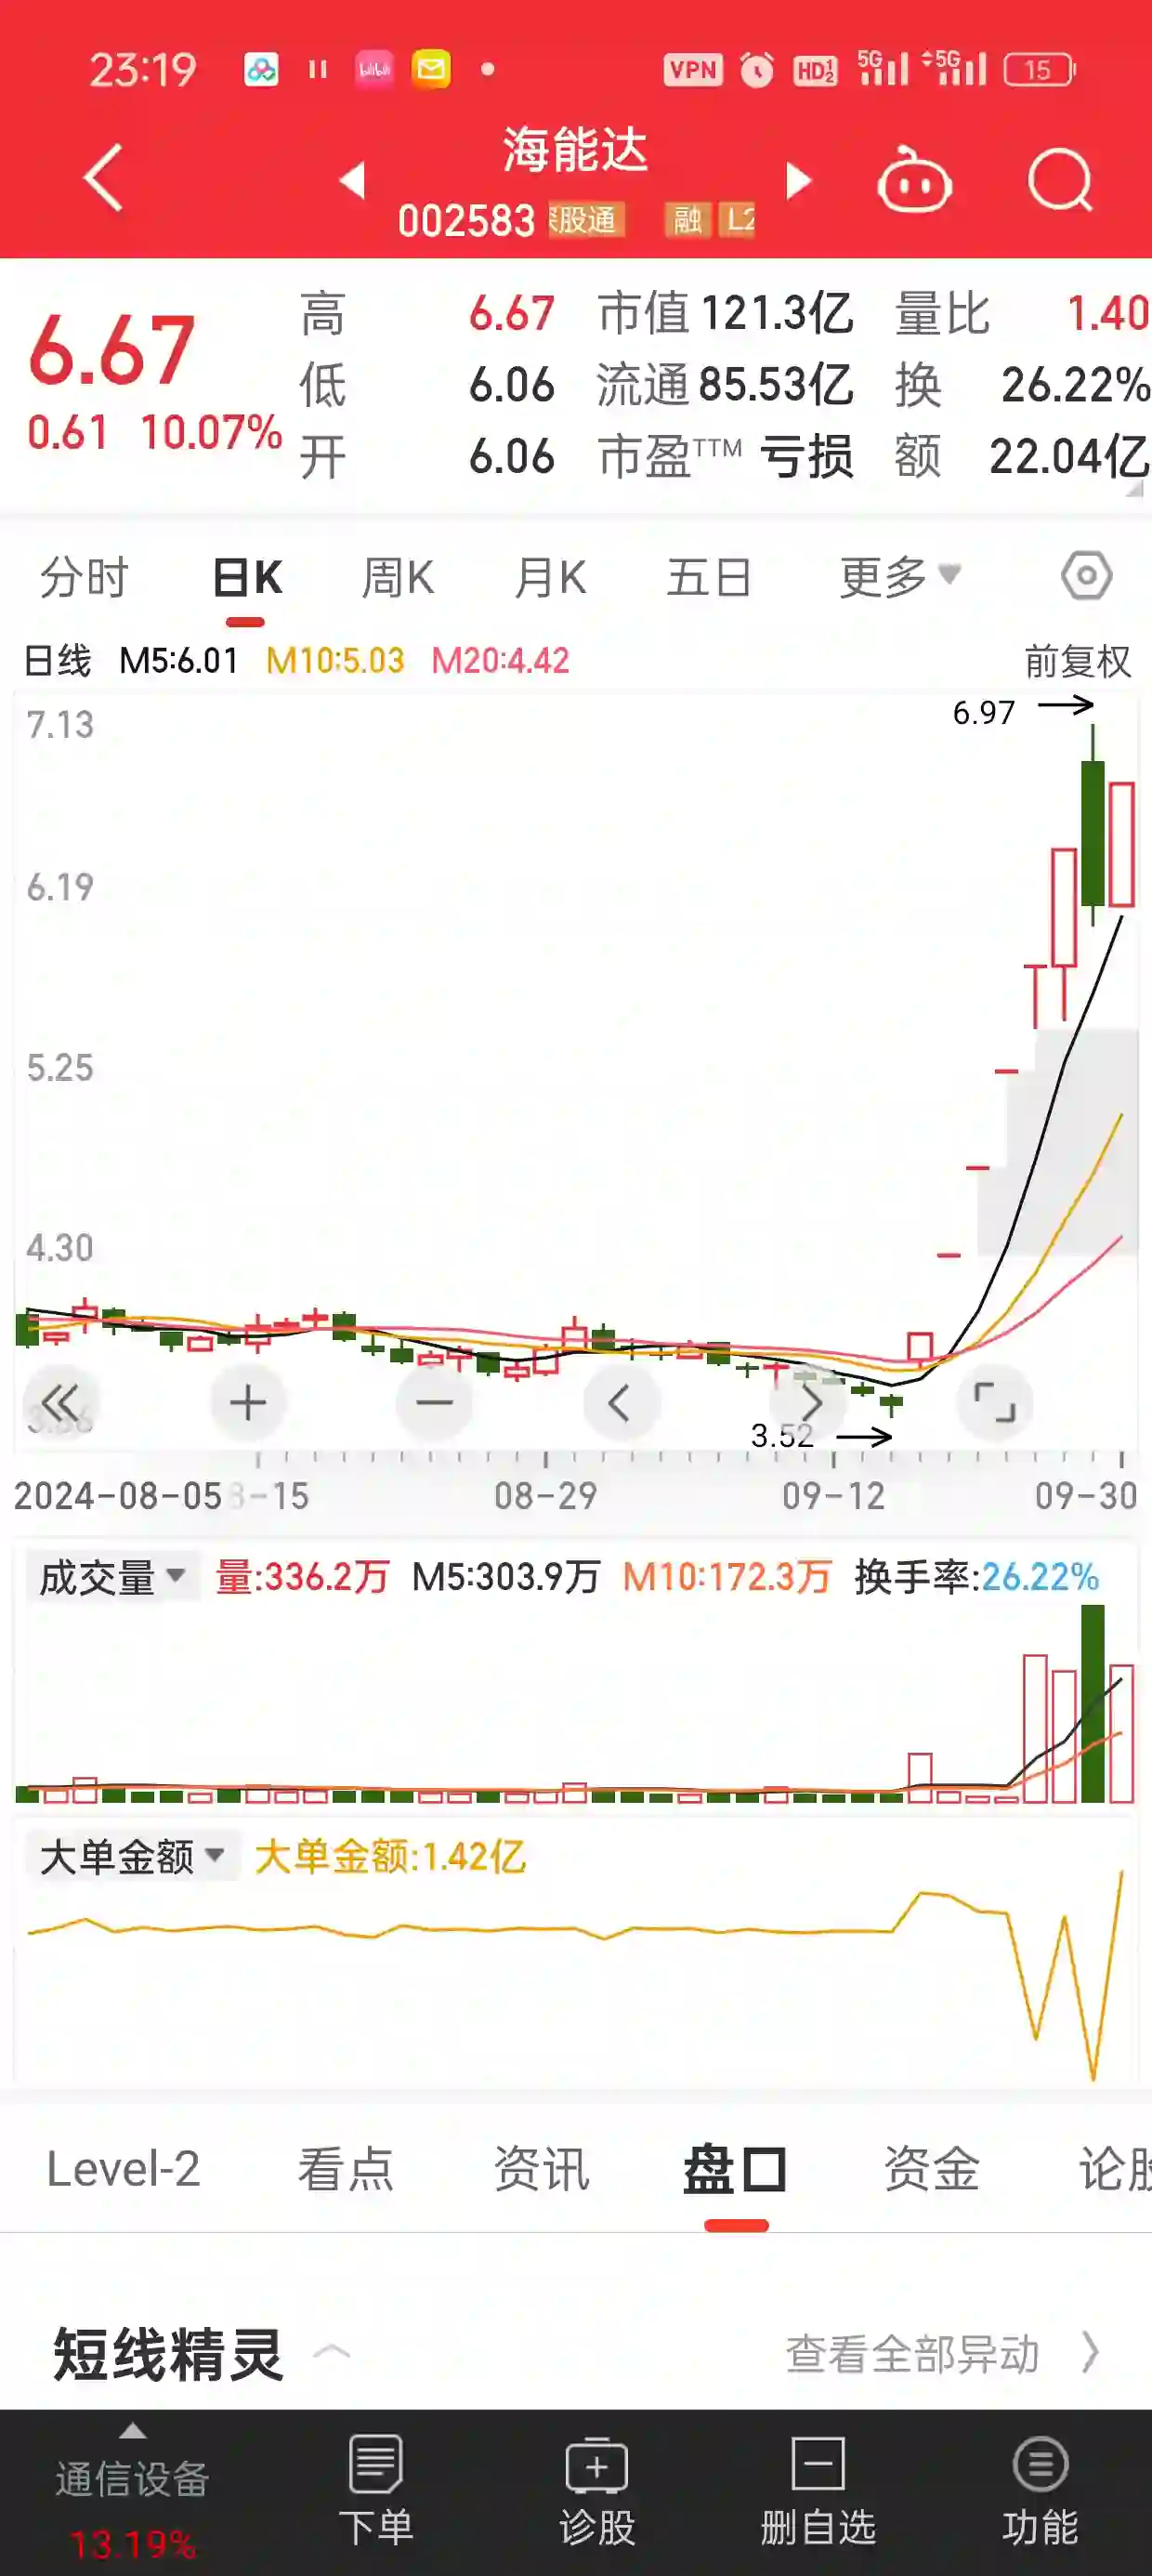 23:19 bilibili VPN HD 1 2 5G 5G 15
海能达
002583 深股通 融 L2
6.67 高 6.67 市值 121.3亿 量比 1.40
低 6.06 流通 85.53亿 换 26.22%
0.61 10.07% 开 6.06 市盈TTM 亏损 额 22.04亿
分时 日K 周K 月K 五日 更多
日线 M5:6.01 M10:5.03 M20:4.42 前复权
6.97
7.13
6.19
5.25
4.30
3.52
2024-08-05 8-15 08-29 09-12 09-30
成交量 量:336.2万 M5:303.9万 M10:172.3万 换手率:26.22%
大单金额 大单金额:1.42亿
Level-2 看点 资讯 盘口 资金 论股
短线精灵 查看全部异动
通信设备 下单 诊股 删自选 功能
13.19%